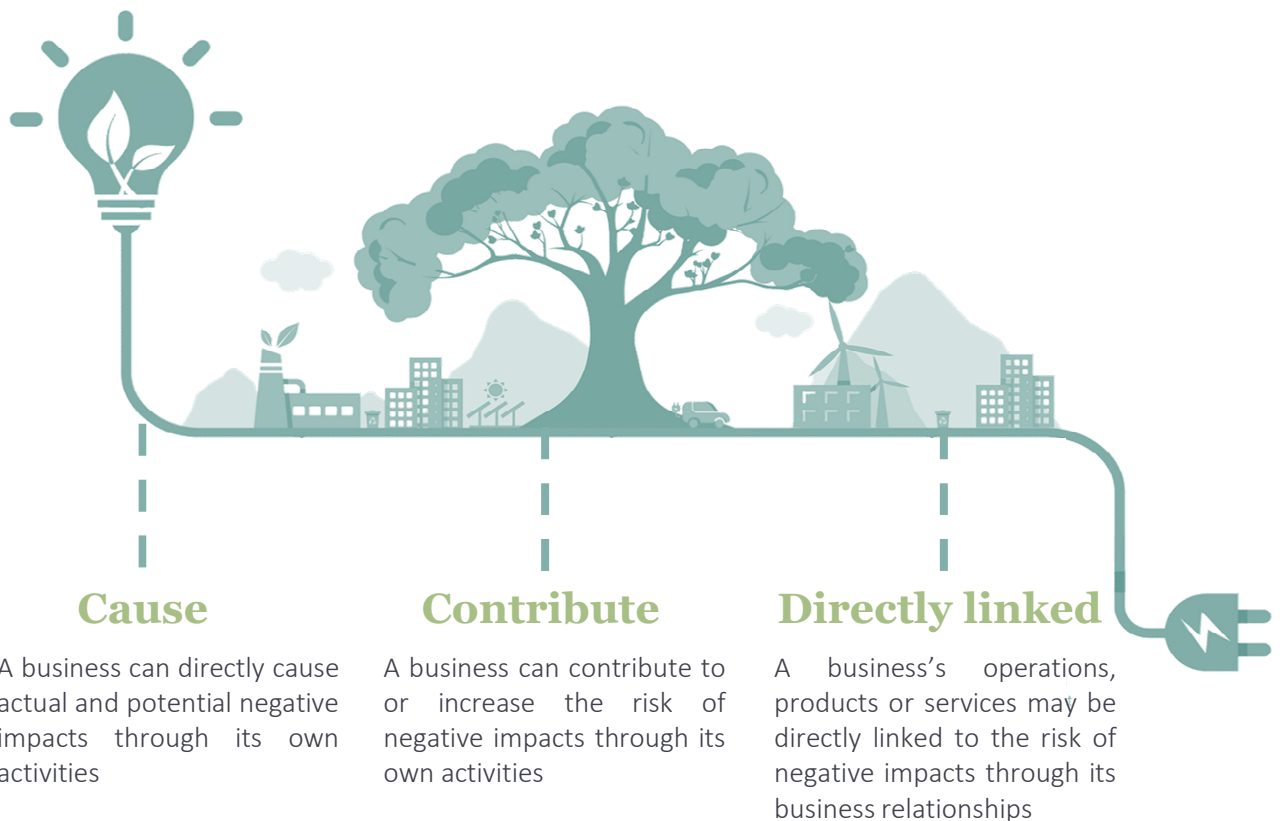 Cause
A business can directly cause
actual and potential negative
impacts through its own
activities
Contribute
A business can contribute to
or increase the risk of
negative impacts through its
own activities
Directly linked
A business’s operations,
products or services may be
directly linked to the risk of
negative impacts through its
business relationships